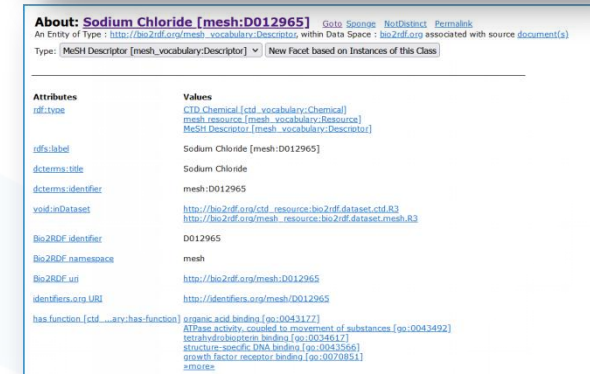 About: Sodium Chloride [mesh:D012965] Goto Sponge NotDistinct Permalink
An Entity of Type : http://bio2rdf.org/mesh_vocabulary:Descriptor, within Data Space : bio2rdf.org associated with source document(s)
Type: MeSH Descriptor [mesh_vocabulary:Descriptor] New Facet based on Instances of this Class
Attributes Values
rdf:type CTD Chemical [ctd_vocabulary:Chemical]
mesh resource [mesh_vocabulary:Resource]
MeSH Descriptor [mesh_vocabulary:Descriptor]
rdfs:label Sodium Chloride [mesh:D012965]
dcterms:title Sodium Chloride
dcterms:identifier mesh:D012965
void:inDataset http://bio2rdf.org/ctd_resource:bio2rdf.dataset.ctd.R3
http://bio2rdf.org/mesh_resource:bio2rdf.dataset.mesh.R3
Bio2RDF identifier D012965
Bio2RDF namespace mesh
Bio2RDF uri http://bio2rdf.org/mesh:D012965
identifiers.org URI http://identifiers.org/mesh/D012965
has function [ctd ...ary:has-function] organic acid binding [go:0043177]
ATPase activity, coupled to movement of substances [go:0043492]
tetrahydrobiopterin binding [go:0034617]
structure-specific DNA binding [go:0043566]
growth factor receptor binding [go:0070851]
»more»